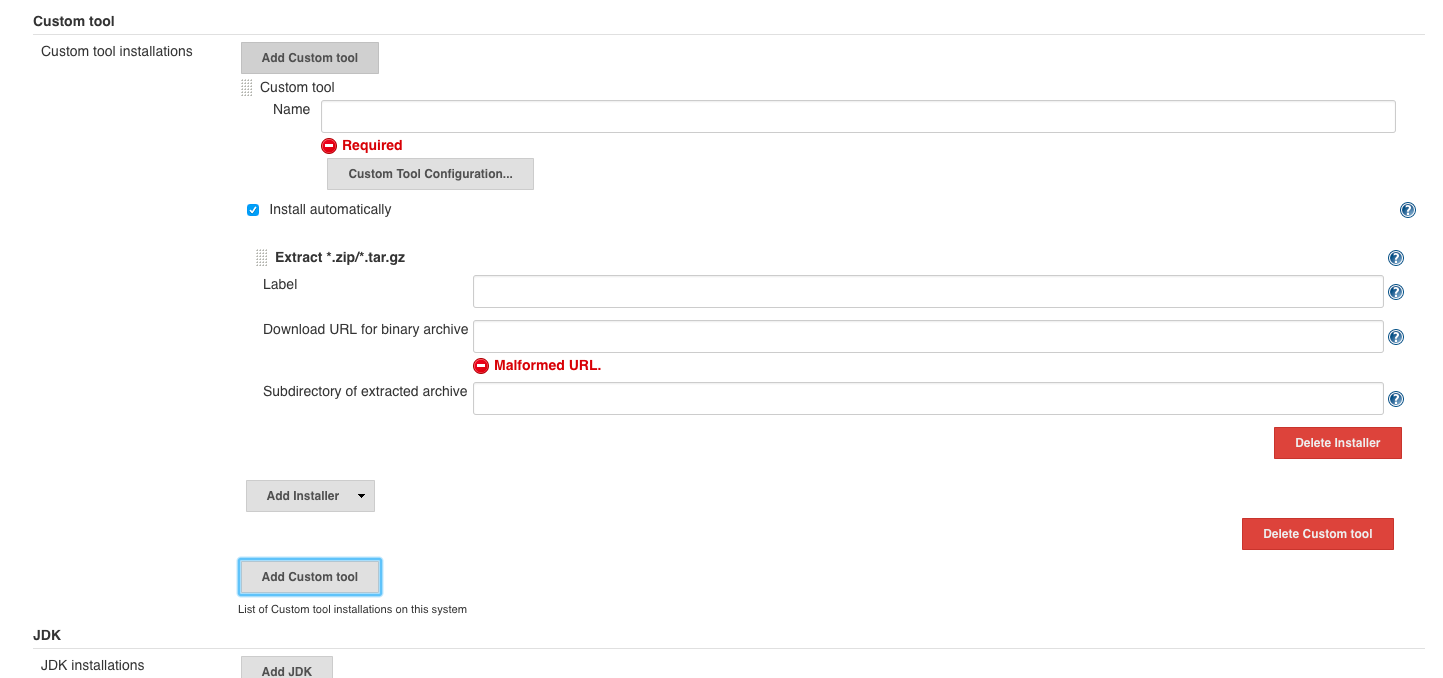 Custom tool
Custom tool installations
Add Custom tool
Custom tool
Name
Required
Custom Tool Configuration...
Install automatically
Extract *.zip/*.tar.gz
Label
Download URL for binary archive
Malformed URL.
Subdirectory of extracted archive
Delete Installer
Add Installer
Delete Custom tool
Add Custom tool
List of Custom tool installations on this system
JDK
JDK installations
Add JDK